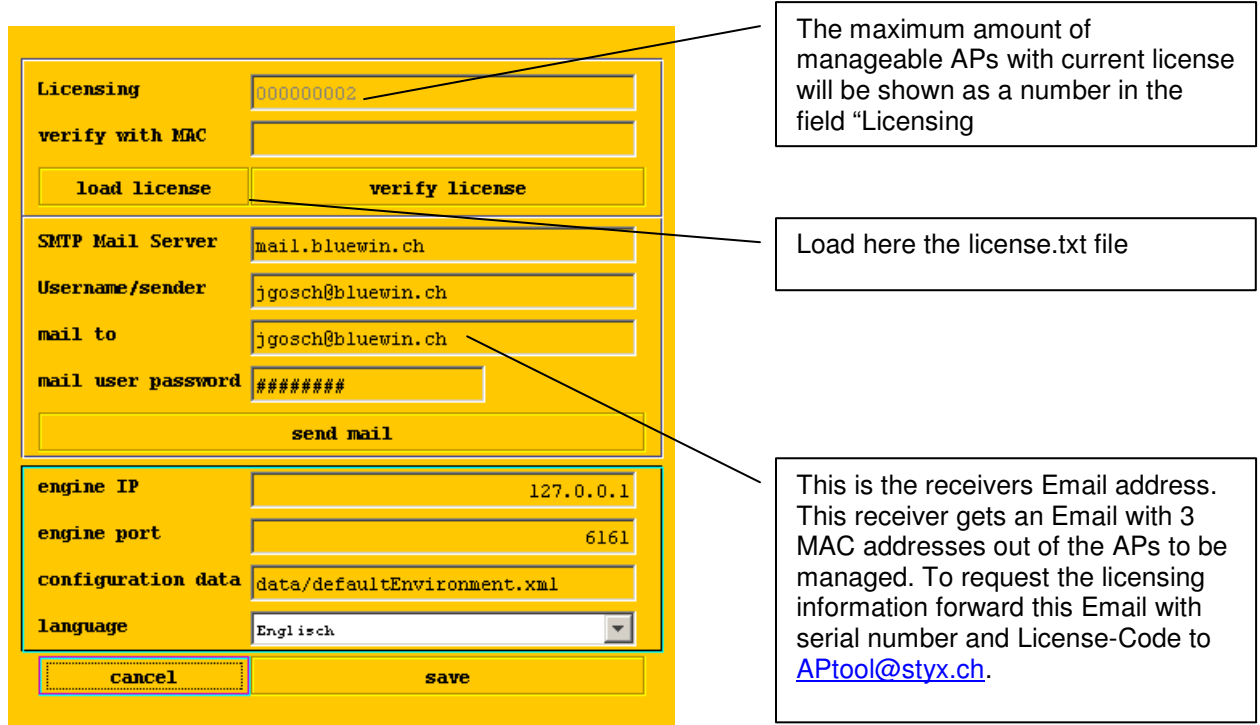 Licensing
000000002
verify with MAC
load license
verify license
SMTP Mail Server
mail.bluewin.ch
Username/sender
jgosch@bluewin.ch
mail to
jgosch@bluewin.ch
mail user password
########
send mail
engine IP
127.0.0.1
engine port
6161
configuration data
data/defaultEnvironment.xml
language
Englisch
cancel
save
The maximum amount of
manageable APs with current license
will be shown as a number in the
field “Licensing
Load here the license.txt file
This is the receivers Email address.
This receiver gets an Email with 3
MAC addresses out of the APs to be
managed. To request the licensing
information forward this Email with
serial number and License-Code to
APtool@styx.ch.